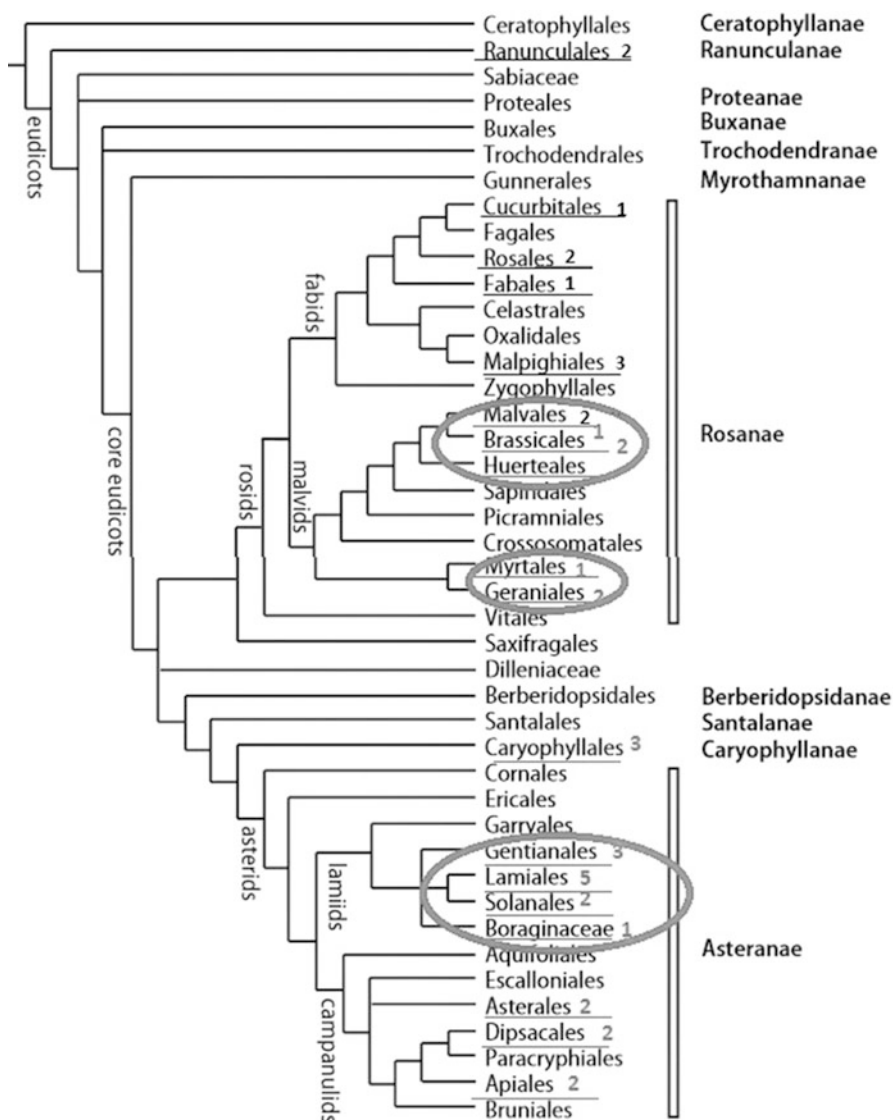 Ceratophyllales Ceratophyllanae
Ranunculales 2 Ranunculanae
Sabiaceae
Proteales Proteanae
Buxales Buxanae
Trochodendrales Trochodendranae
Gunnerales Myrothamnanae
eudicots
Cucurbitales 1
Fagales
Rosales 2
Fabales 1
Celastrales
Oxalidales
Malpighiales 3
Zygophyllales
fabids
Malvales 2
Brassicales 1 2
Huerteales
Sapindales
Picramniales
Crossosomatales
Myrtales 1
Geraniales 2
Vitales
Rosanae
core eudicots
rosids
malvids
Saxifragales
Dilleniaceae
Berberidopsidales Berberidopsidanae
Santalales Santalanae
Caryophyllales 3 Caryophyllanae
Cornales
Ericales
Garryales
Gentianales 3
Lamiales 5
Solanales 2
Boraginaceae 1
asterids
lamiids
Aquifoliales
Escalloniales
Asterales 2
Dipsacales 2
Paracryphiales
Apiales 2
Bruniales
campanulids
Asteranae